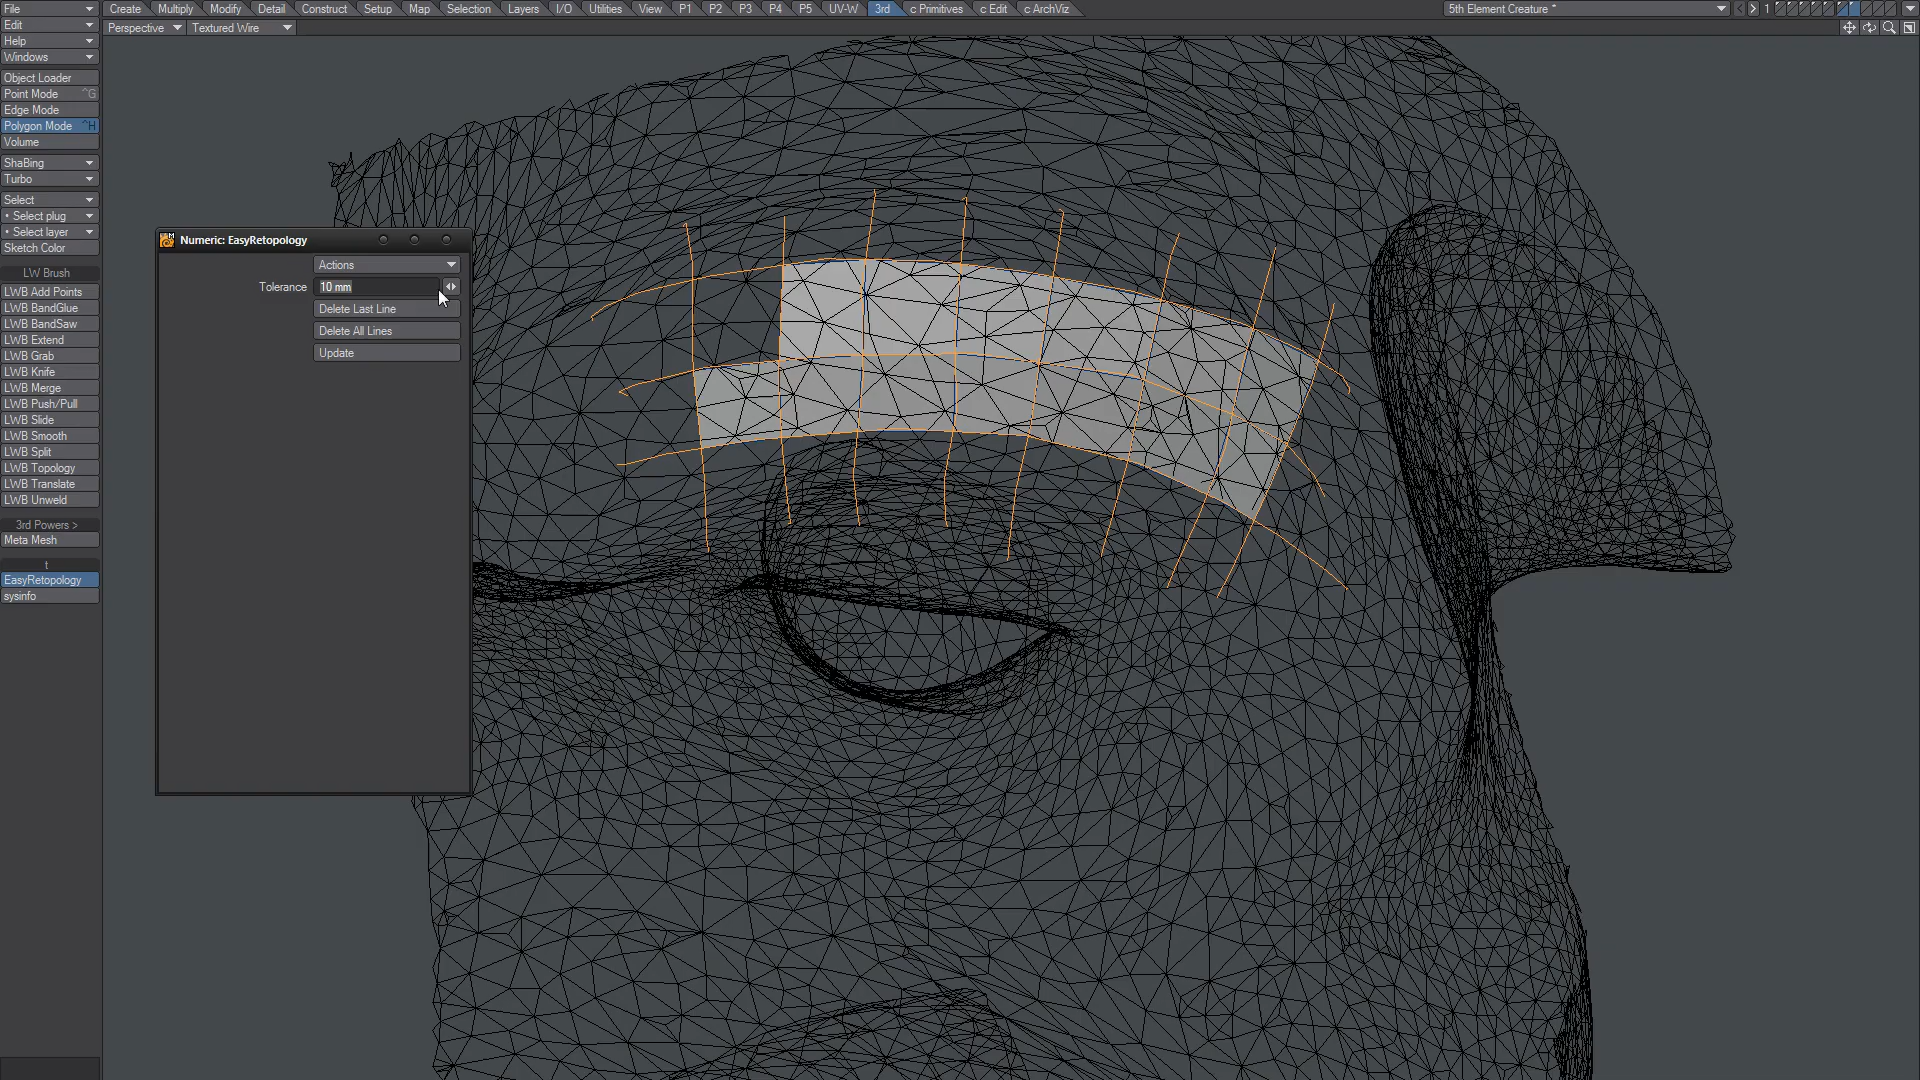 File
Create
Multiply
Modify
Detail
Construct
Setup
Map
Selection
Layers
I/O
Utilities
View
P1
P2
P3
P4
P5
UV-W
3rd
c Primitives
c Edit
c ArchViz
5th Element Creature *
1
Edit
Perspective
Textured Wire
Help
Windows
Object Loader
Point Mode ^G
Edge Mode
Polygon Mode ^H
Volume
ShaBing
Turbo
Select
• Select plug
• Select layer
Sketch Color
LW Brush
LWB Add Points
LWB BandGlue
LWB BandSaw
LWB Extend
LWB Grab
LWB Knife
LWB Merge
LWB Push/Pull
LWB Slide
LWB Smooth
LWB Split
LWB Topology
LWB Translate
LWB Unweld
3rd Powers >
Meta Mesh
t
EasyRetopology
sysinfo
Numeric: EasyRetopology
Actions
Tolerance 10 mm
Delete Last Line
Delete All Lines
Update